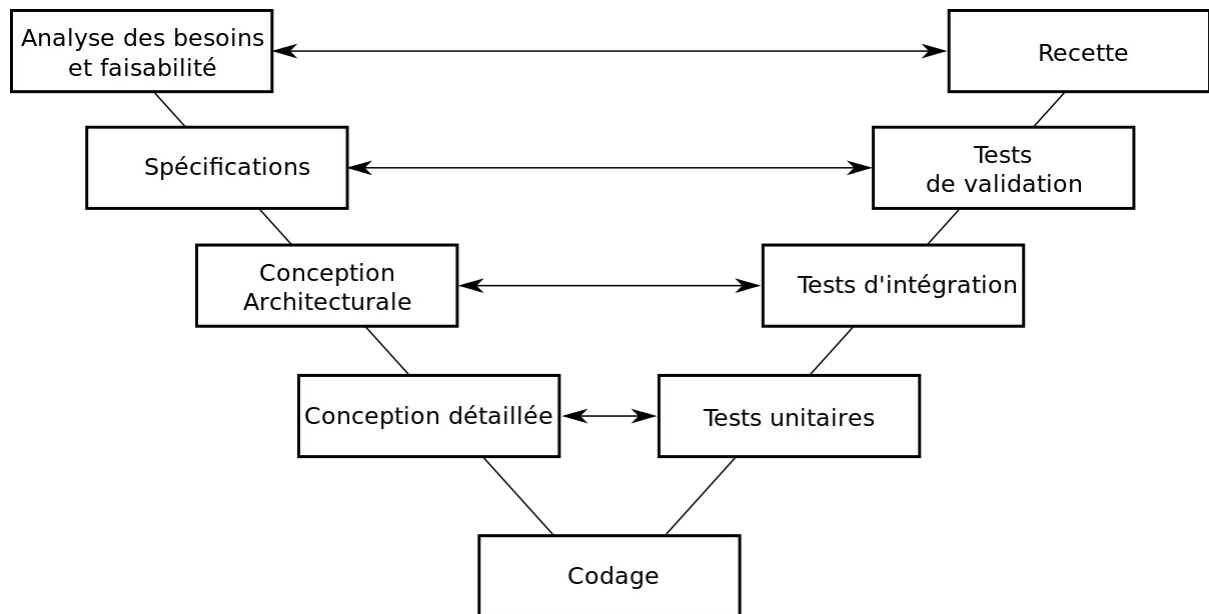 Analyse des besoins
et faisabilité
Recette
Spécifications
Tests
de validation
Conception
Architecturale
Tests d'intégration
Conception détaillée
Tests unitaires
Codage